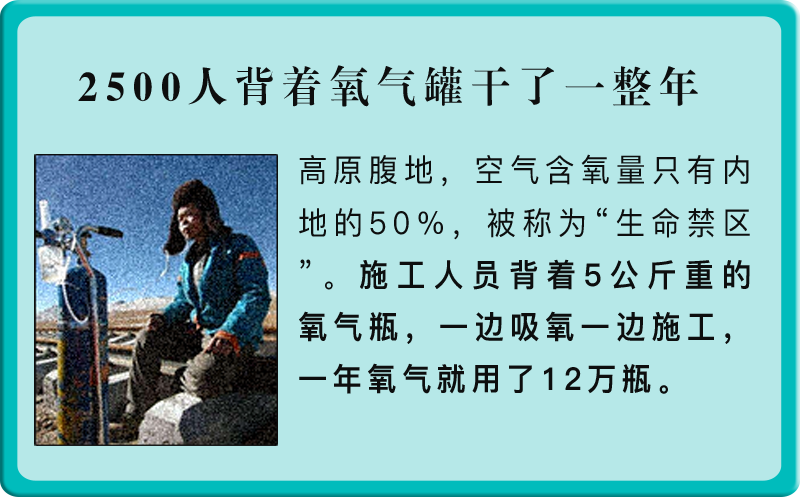 2500人背着氧气罐干了一整年
高原腹地，空气含氧量只有内
地的50%，被称为“生命禁区
”。施工人员背着5公斤重的
氧气瓶，一边吸氧一边施工，
一年氧气就用了12万瓶。